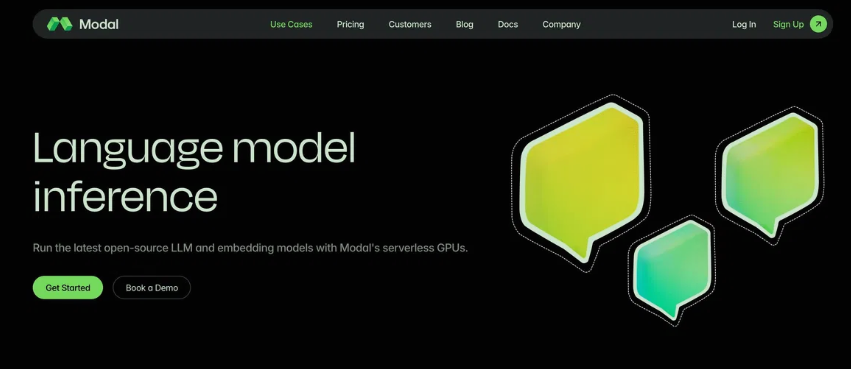 Modal
Use Cases
Pricing
Customers
Blog
Docs
Company
Log In
Sign Up
Language model
inference
Run the latest open-source LLM and embedding models with Modal's serverless GPUs.
Get Started
Book a Demo